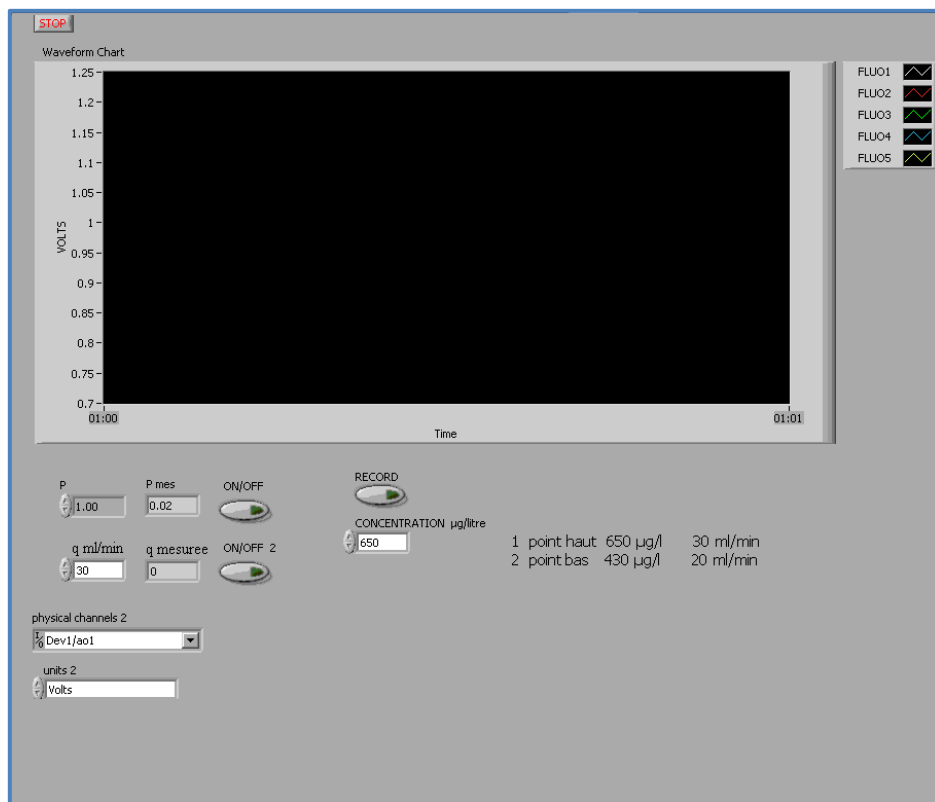 STOP
Waveform Chart
FLUO1
FLUO2
FLUO3
FLUO4
FLUO5
VOLTS
1.25
1.2
1.15
1.1
1.05
1
0.95
0.9
0.85
0.8
0.75
0.7
01:00 01:01
Time
P P mes ON/OFF RECORD
1.00 0.02
CONCENTRATION µg/litre
650
q ml/min q mesuree ON/OFF 2
30 0
1 point haut 650 µg/l 30 ml/min
2 point bas 430 µg/l 20 ml/min
physical channels 2
I/O Dev1/ao1
units 2
Volts